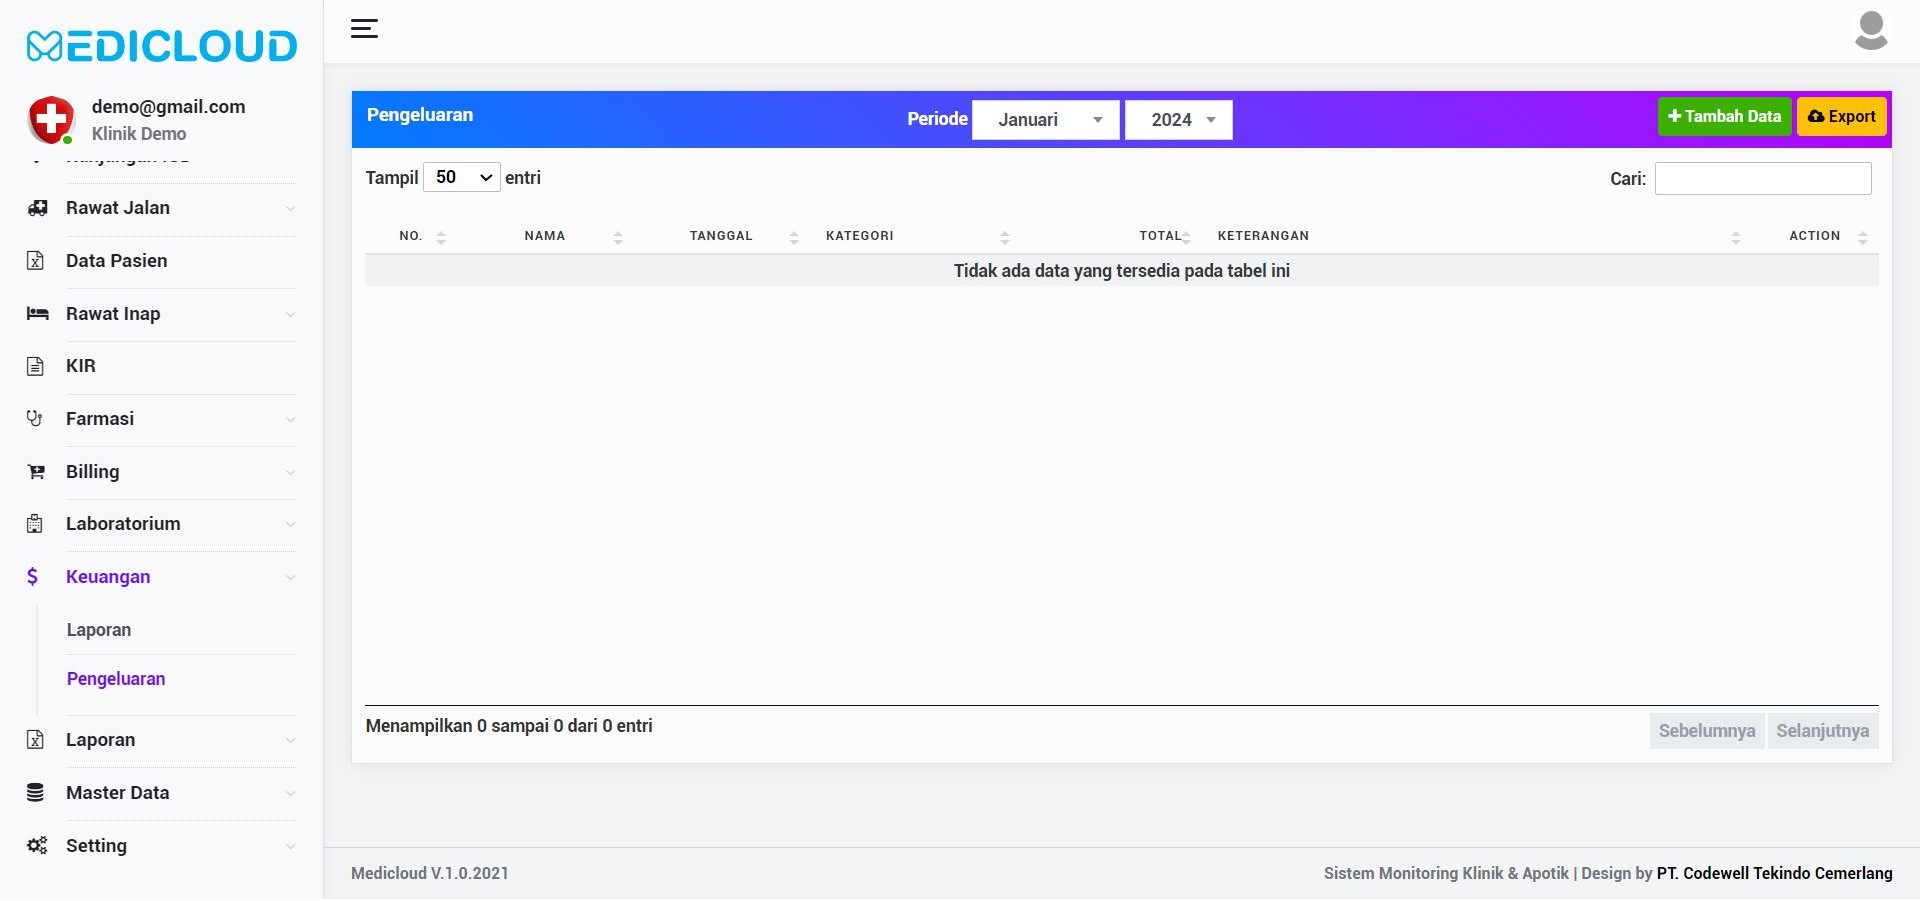 MEDICLOUD
demo@gmail.com
Klinik Demo
Rawat Jalan
Data Pasien
Rawat Inap
KIR
Farmasi
Billing
Laboratorium
Keuangan
Laporan
Pengeluaran
Laporan
Master Data
Setting
Pengeluaran
Periode Januari 2024
Tambah Data Export
Tampil 50 entri
Cari:
NO. NAMA TANGGAL KATEGORI TOTAL KETERANGAN ACTION
Tidak ada data yang tersedia pada tabel ini
Menampilkan 0 sampai 0 dari 0 entri
Sebelumnya Selanjutnya
Medicloud V.1.0.2021
Sistem Monitoring Klinik & Apotik | Design by PT. Codewell Tekindo Cemerlang